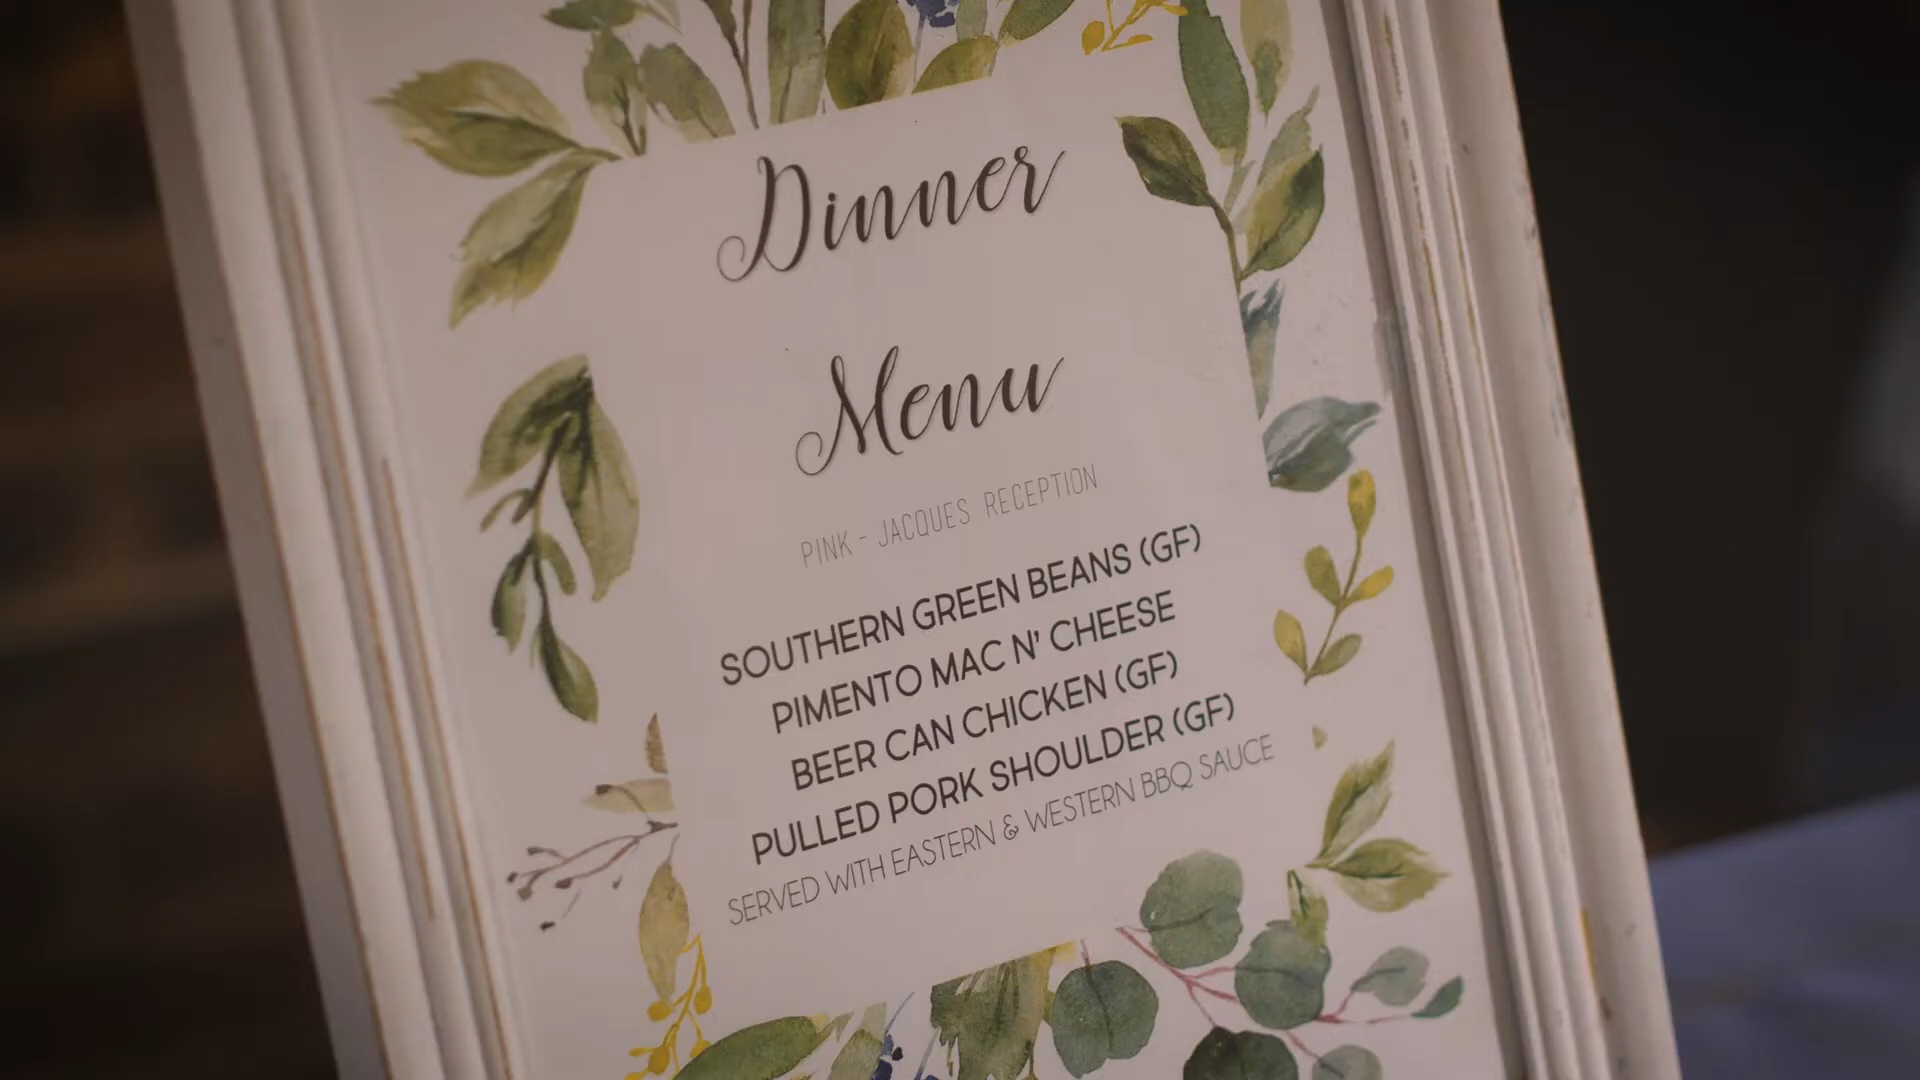 Dinner
Menu
PINK - JACQUES RECEPTION
SOUTHERN GREEN BEANS (GF)
PIMENTO MAC N' CHEESE
BEER CAN CHICKEN (GF)
PULLED PORK SHOULDER (GF)
SERVED WITH EASTERN & WESTERN BBQ SAUCE